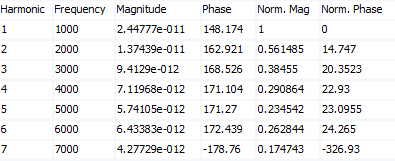 Harmonic Frequency Magnitude Phase Norm. Mag Norm. Phase
1 1000 2.44777e-011 148.174 1 0
2 2000 1.37439e-011 162.921 0.561485 14.747
3 3000 9.4129e-012 168.526 0.38455 20.3523
4 4000 7.11968e-012 171.104 0.290864 22.93
5 5000 5.74105e-012 171.27 0.234542 23.0955
6 6000 6.43383e-012 172.439 0.262844 24.265
7 7000 4.27729e-012 -178.76 0.174743 -326.93